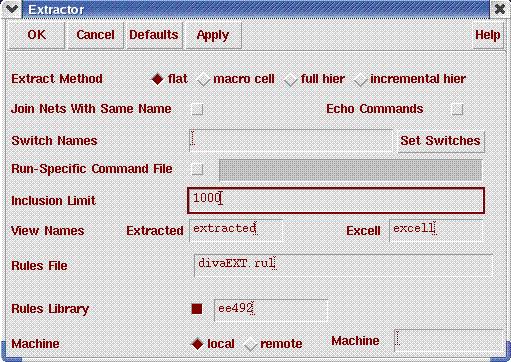 Extractor
OK Cancel Defaults Apply Help
Extract Method flat macro cell full hier incremental hier
Join Nets With Same Name Echo Commands
Switch Names Set Switches
Run-Specific Command File
Inclusion Limit 1000
View Names Extracted extracted Excell excell
Rules File divaEXT.rul
Rules Library ee492
Machine local remote Machine